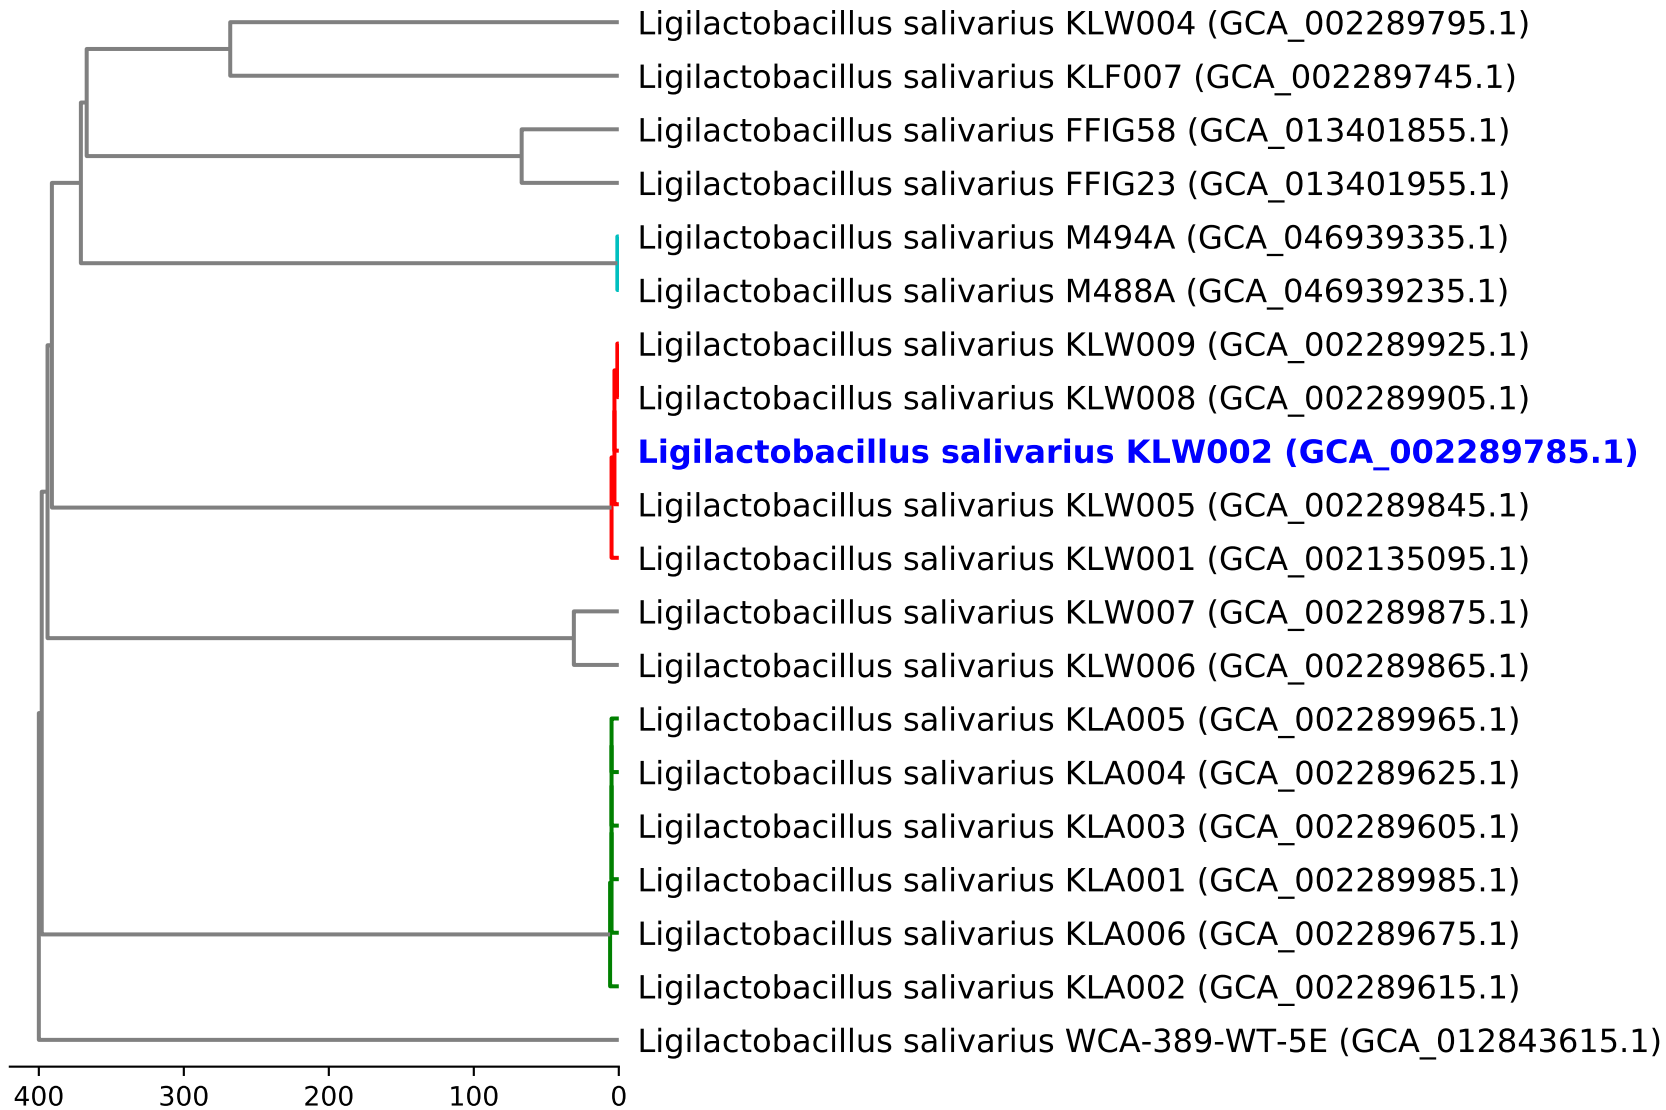 Ligilactobacillus salivarius KLW004 (GCA_002289795.1)
Ligilactobacillus salivarius KLF007 (GCA_002289745.1)
Ligilactobacillus salivarius FFIG58 (GCA_013401855.1)
Ligilactobacillus salivarius FFIG23 (GCA_013401955.1)
Ligilactobacillus salivarius M494A (GCA_046939335.1)
Ligilactobacillus salivarius M488A (GCA_046939235.1)
Ligilactobacillus salivarius KLW009 (GCA_002289925.1)
Ligilactobacillus salivarius KLW008 (GCA_002289905.1)
Ligilactobacillus salivarius KLW002 (GCA_002289785.1)
Ligilactobacillus salivarius KLW005 (GCA_002289845.1)
Ligilactobacillus salivarius KLW001 (GCA_002135095.1)
Ligilactobacillus salivarius KLW007 (GCA_002289875.1)
Ligilactobacillus salivarius KLW006 (GCA_002289865.1)
Ligilactobacillus salivarius KLA005 (GCA_002289965.1)
Ligilactobacillus salivarius KLA004 (GCA_002289625.1)
Ligilactobacillus salivarius KLA003 (GCA_002289605.1)
Ligilactobacillus salivarius KLA001 (GCA_002289985.1)
Ligilactobacillus salivarius KLA006 (GCA_002289675.1)
Ligilactobacillus salivarius KLA002 (GCA_002289615.1)
Ligilactobacillus salivarius WCA-389-WT-5E (GCA_012843615.1)
400 300 200 100 0